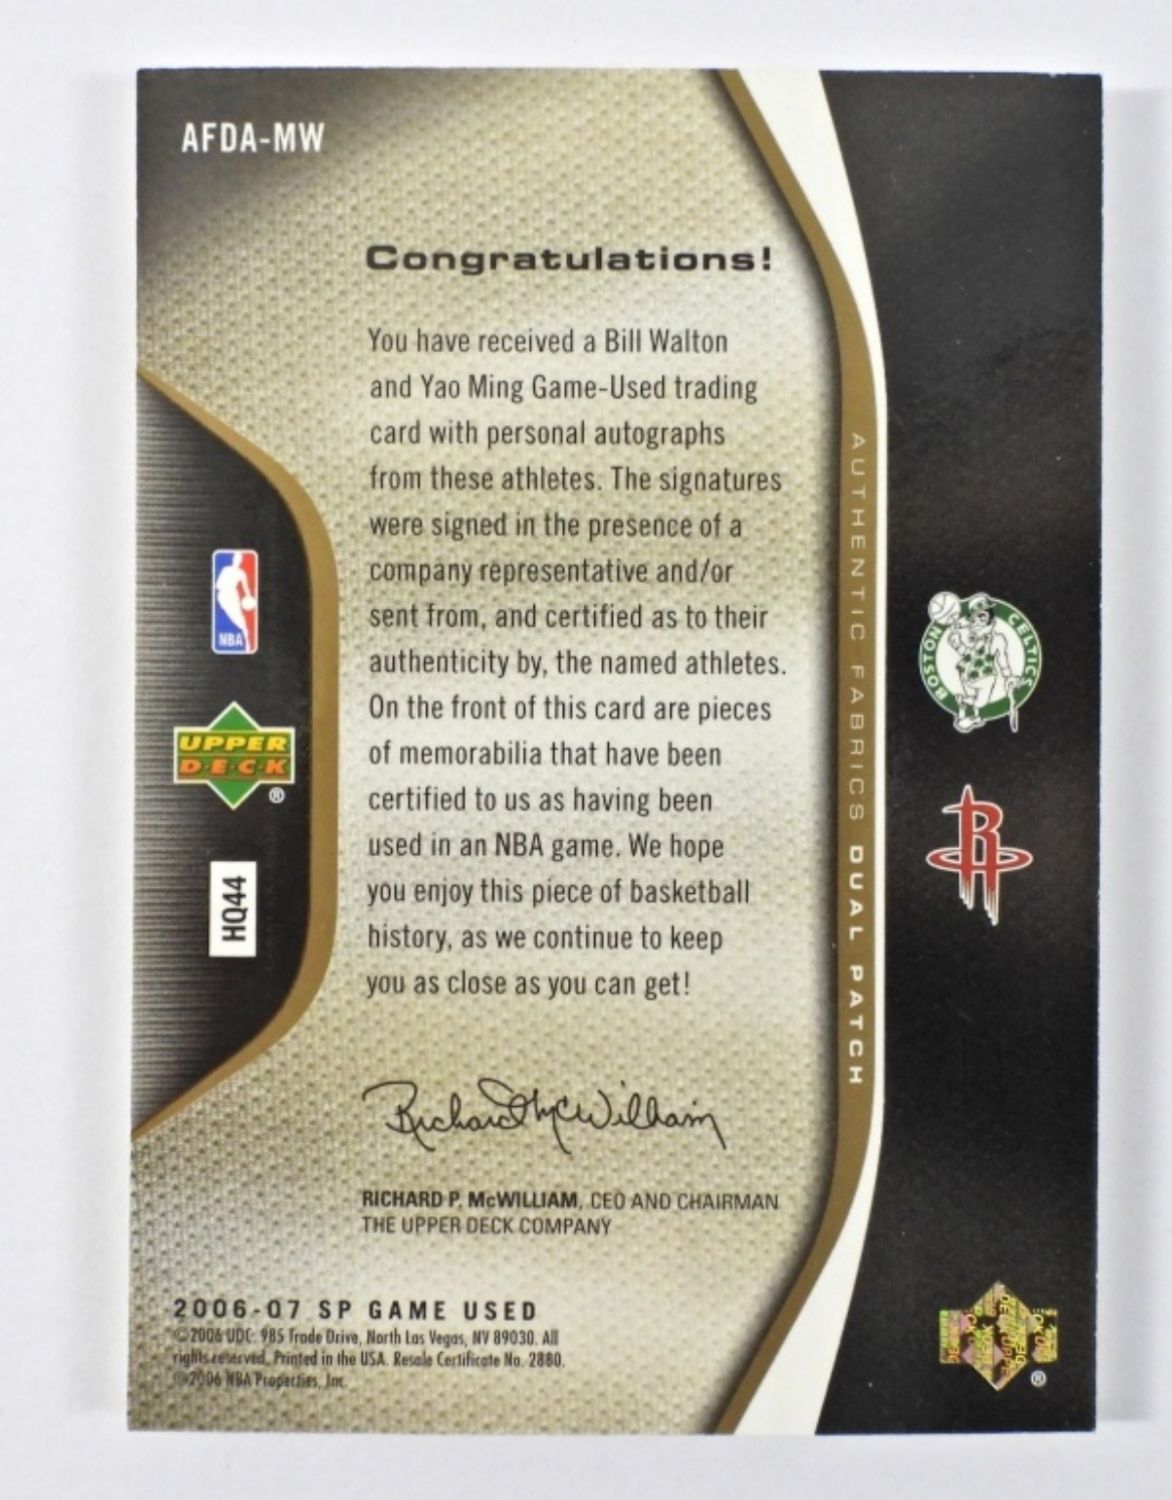 AFDA-MW
Congratulations!
You have received a Bill Walton
and Yao Ming Game-Used trading
card with personal autographs
from these athletes. The signatures
were signed in the presence of a
company representative and/or
sent from, and certified as to their
authenticity by, the named athletes.
On the front of this card are pieces
of memorabilia that have been
certified to us as having been
used in an NBA game. We hope
you enjoy this piece of basketball
history, as we continue to keep
you as close as you can get!
Richard McWilliam
RICHARD P. McWILLIAM, CEO AND CHAIRMAN
THE UPPER DECK COMPANY
2006-07 SP GAME USED
©2006 UDC. 985 Trade Drive, North Las Vegas, NV 89030. All
rights reserved. Printed in the USA. Resale Certificate No. 2880.
©2006 NBA Properties, Inc.
NBA
UPPER
D·E·C·K
®
HQ44
AUTHENTIC FABRICS DUAL PATCH
BOSTON CELTICS
R
®